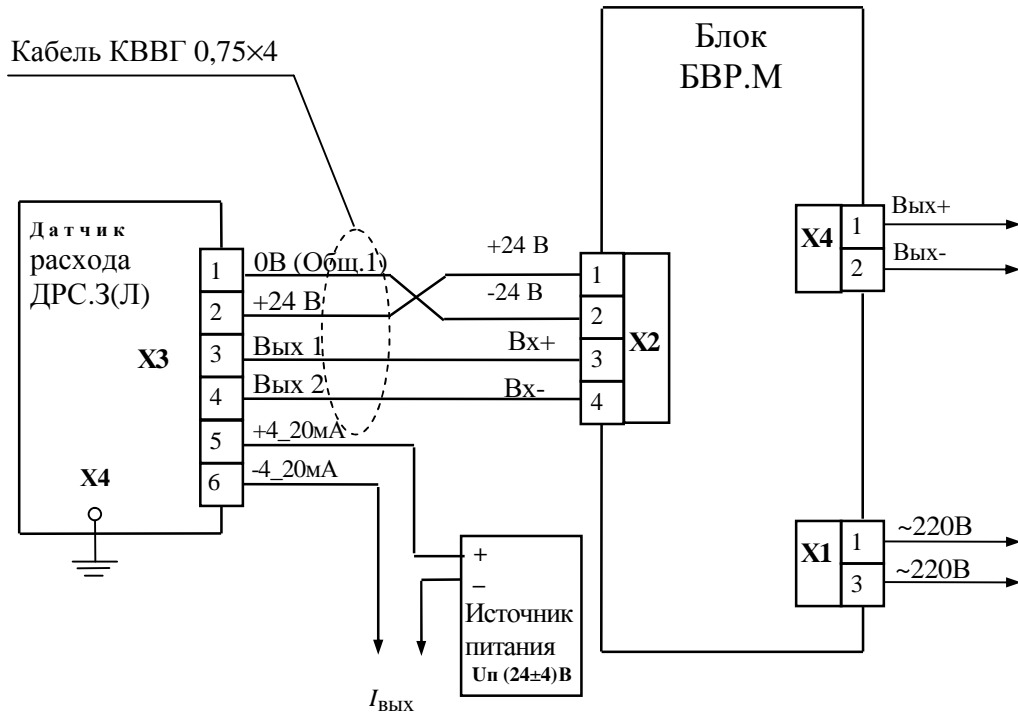 Кабель КВВГ 0,75×4
Блок
БВР.М
Датчик
расхода
ДРС.З(Л)
X3
X4
1
2
3
4
5
6
0В (Общ.1)
+24 В
Вых 1
Вых 2
+4_20мА
-4_20мА
+24 В
-24 В
Вх+
Вх-
1
2
3
4
X2
X4
1
2
Вых+
Вых-
X1
1
3
~220В
~220В
+
–
Источник
питания
Uп (24±4)В
Iвых